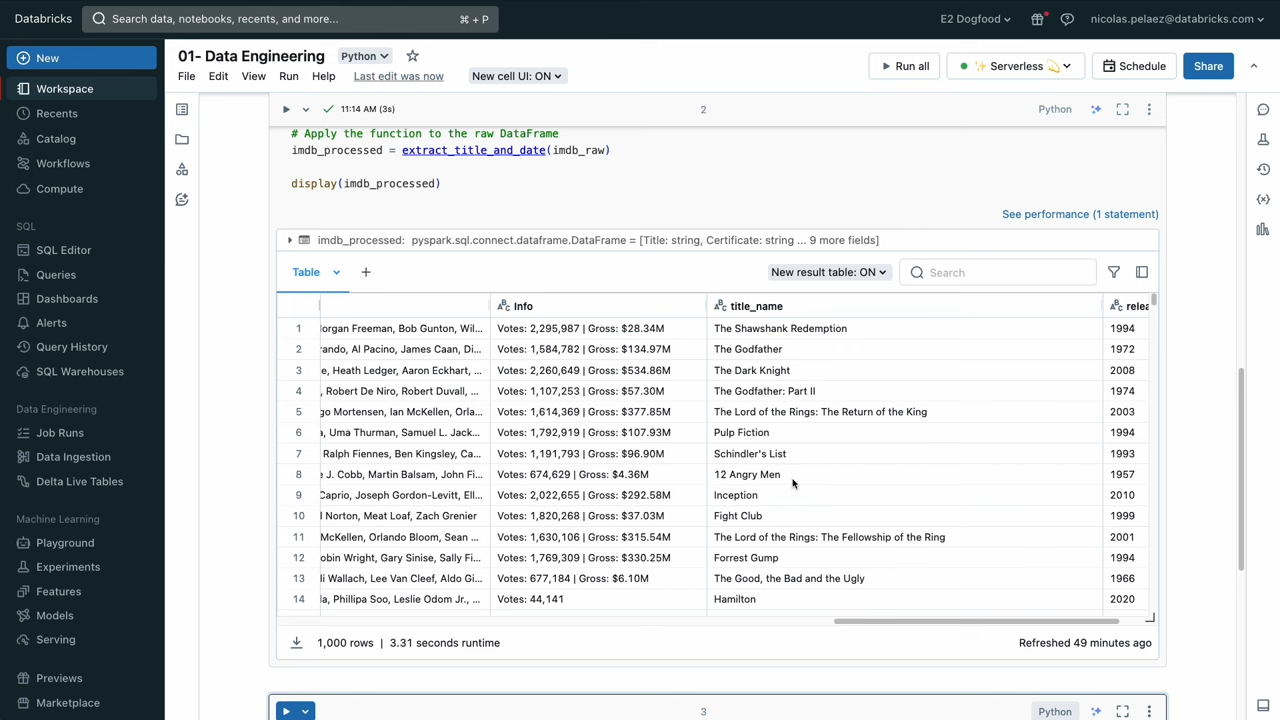 Databricks
Search data, notebooks, recents, and more...
⌘ + P
E2 Dogfood
nicolas.pelaez@databricks.com
New
Workspace
Recents
Catalog
Workflows
Compute
SQL
SQL Editor
Queries
Dashboards
Alerts
Query History
SQL Warehouses
Data Engineering
Job Runs
Data Ingestion
Delta Live Tables
Machine Learning
Playground
Experiments
Features
Models
Serving
Previews
Marketplace
01- Data Engineering
Python
File Edit View Run Help Last edit was now New cell UI: ON
Run all
Serverless
Schedule
Share
11:14 AM (3s)
2
Python
# Apply the function to the raw DataFrame
imdb_processed = extract_title_and_date(imdb_raw)
display(imdb_processed)
See performance (1 statement)
imdb_processed: pyspark.sql.connect.dataframe.DataFrame = [Title: string, Certificate: string ... 9 more fields]
Table
+
New result table: ON
Search
Info title_name relea
1 lorgan Freeman, Bob Gunton, Wil... Votes: 2,295,987 | Gross: $28.34M The Shawshank Redemption 1994
2 rando, Al Pacino, James Caan, Di... Votes: 1,584,782 | Gross: $134.97M The Godfather 1972
3 e, Heath Ledger, Aaron Eckhart, ... Votes: 2,260,649 | Gross: $534.86M The Dark Knight 2008
4 , Robert De Niro, Robert Duvall, ... Votes: 1,107,253 | Gross: $57.30M The Godfather: Part II 1974
5 go Mortensen, Ian McKellen, Orla... Votes: 1,614,369 | Gross: $377.85M The Lord of the Rings: The Return of the King 2003
6 a, Uma Thurman, Samuel L. Jack... Votes: 1,792,919 | Gross: $107.93M Pulp Fiction 1994
7 Ralph Fiennes, Ben Kingsley, Ca... Votes: 1,191,793 | Gross: $96.90M Schindler's List 1993
8 e J. Cobb, Martin Balsam, John Fi... Votes: 674,629 | Gross: $4.36M 12 Angry Men 1957
9 Caprio, Joseph Gordon-Levitt, Ell... Votes: 2,022,655 | Gross: $292.58M Inception 2010
10 l Norton, Meat Loaf, Zach Grenier Votes: 1,820,268 | Gross: $37.03M Fight Club 1999
11 McKellen, Orlando Bloom, Sean ... Votes: 1,630,106 | Gross: $315.54M The Lord of the Rings: The Fellowship of the Ring 2001
12 obin Wright, Gary Sinise, Sally Fi... Votes: 1,769,309 | Gross: $330.25M Forrest Gump 1994
13 li Wallach, Lee Van Cleef, Aldo Gi... Votes: 677,184 | Gross: $6.10M The Good, the Bad and the Ugly 1966
14 la, Phillipa Soo, Leslie Odom Jr., ... Votes: 44,141 Hamilton 2020
1,000 rows | 3.31 seconds runtime
Refreshed 49 minutes ago
3
Python